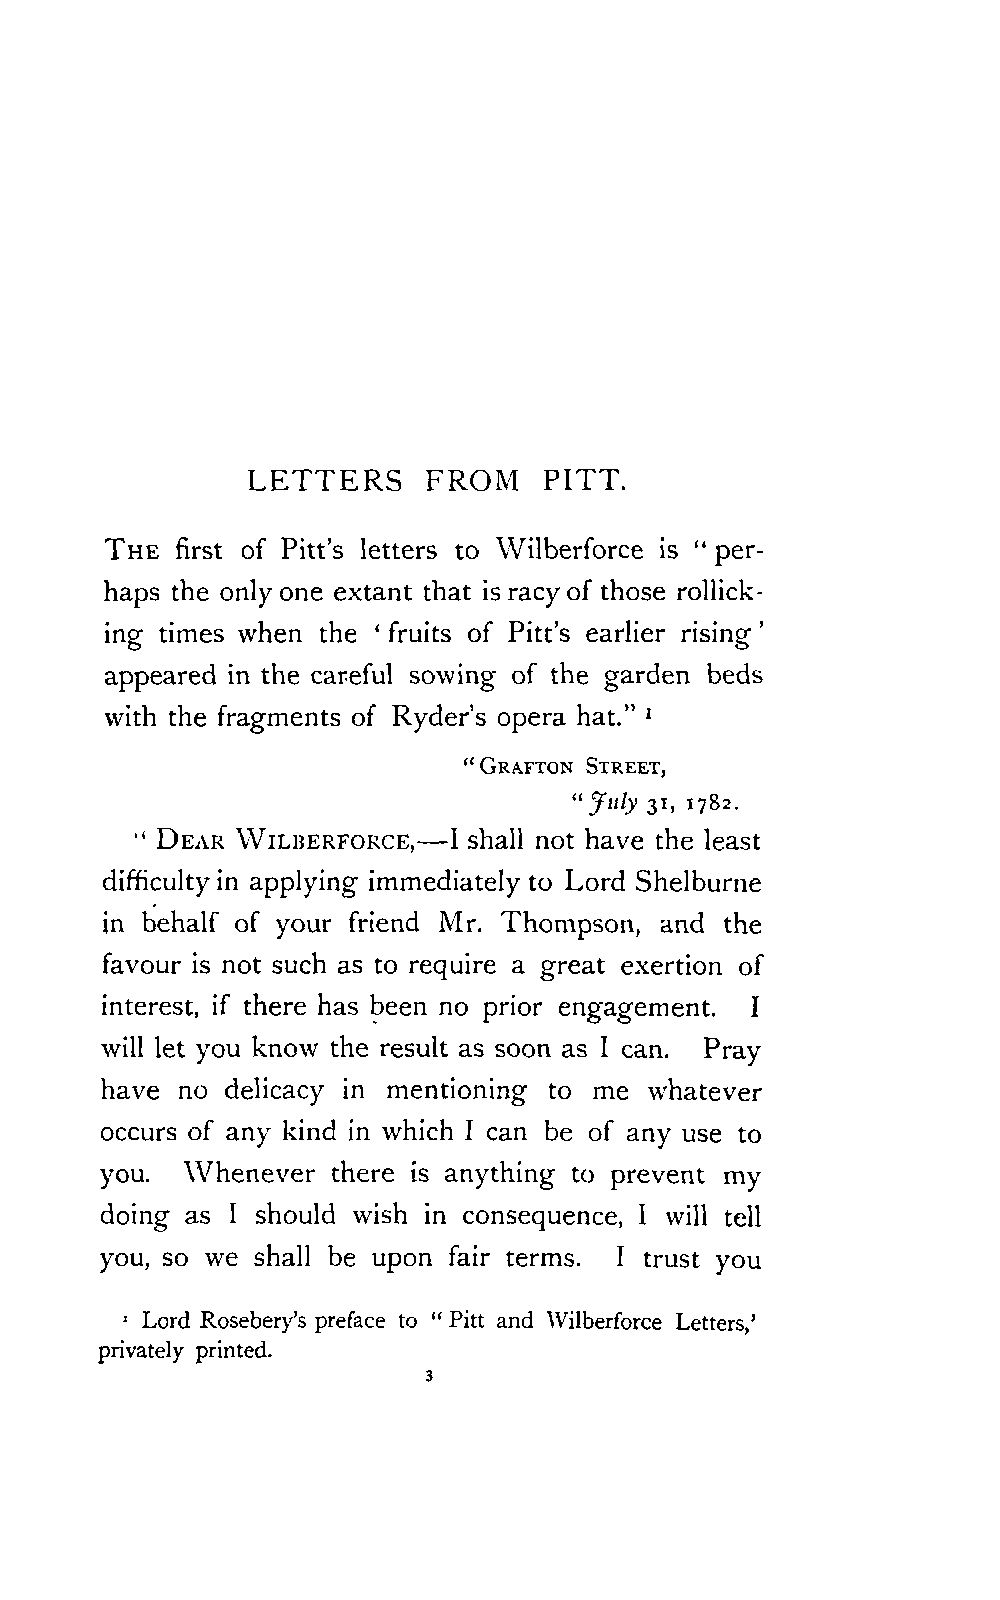 LETTERS FROM PITT.
THE first of Pitt's letters to Wilberforce is " per-
haps the only one extant that is racy of those rollick-
ing times when the ' fruits of Pitt's earlier rising '
appeared in the careful sowing of the garden beds
with the fragments of Ryder's opera hat." 1
" GRAFTON STREET,
" July 31, 1782.
" DEAR WILBERFORCE,—I shall not have the least
difficulty in applying immediately to Lord Shelburne
in behalf of your friend Mr. Thompson, and the
favour is not such as to require a great exertion of
interest, if there has been no prior engagement. I
will let you know the result as soon as I can. Pray
have no delicacy in mentioning to me whatever
occurs of any kind in which I can be of any use to
you. Whenever there is anything to prevent my
doing as I should wish in consequence, I will tell
you, so we shall be upon fair terms. I trust you
1 Lord Rosebery's preface to " Pitt and Wilberforce Letters,'
privately printed.
3